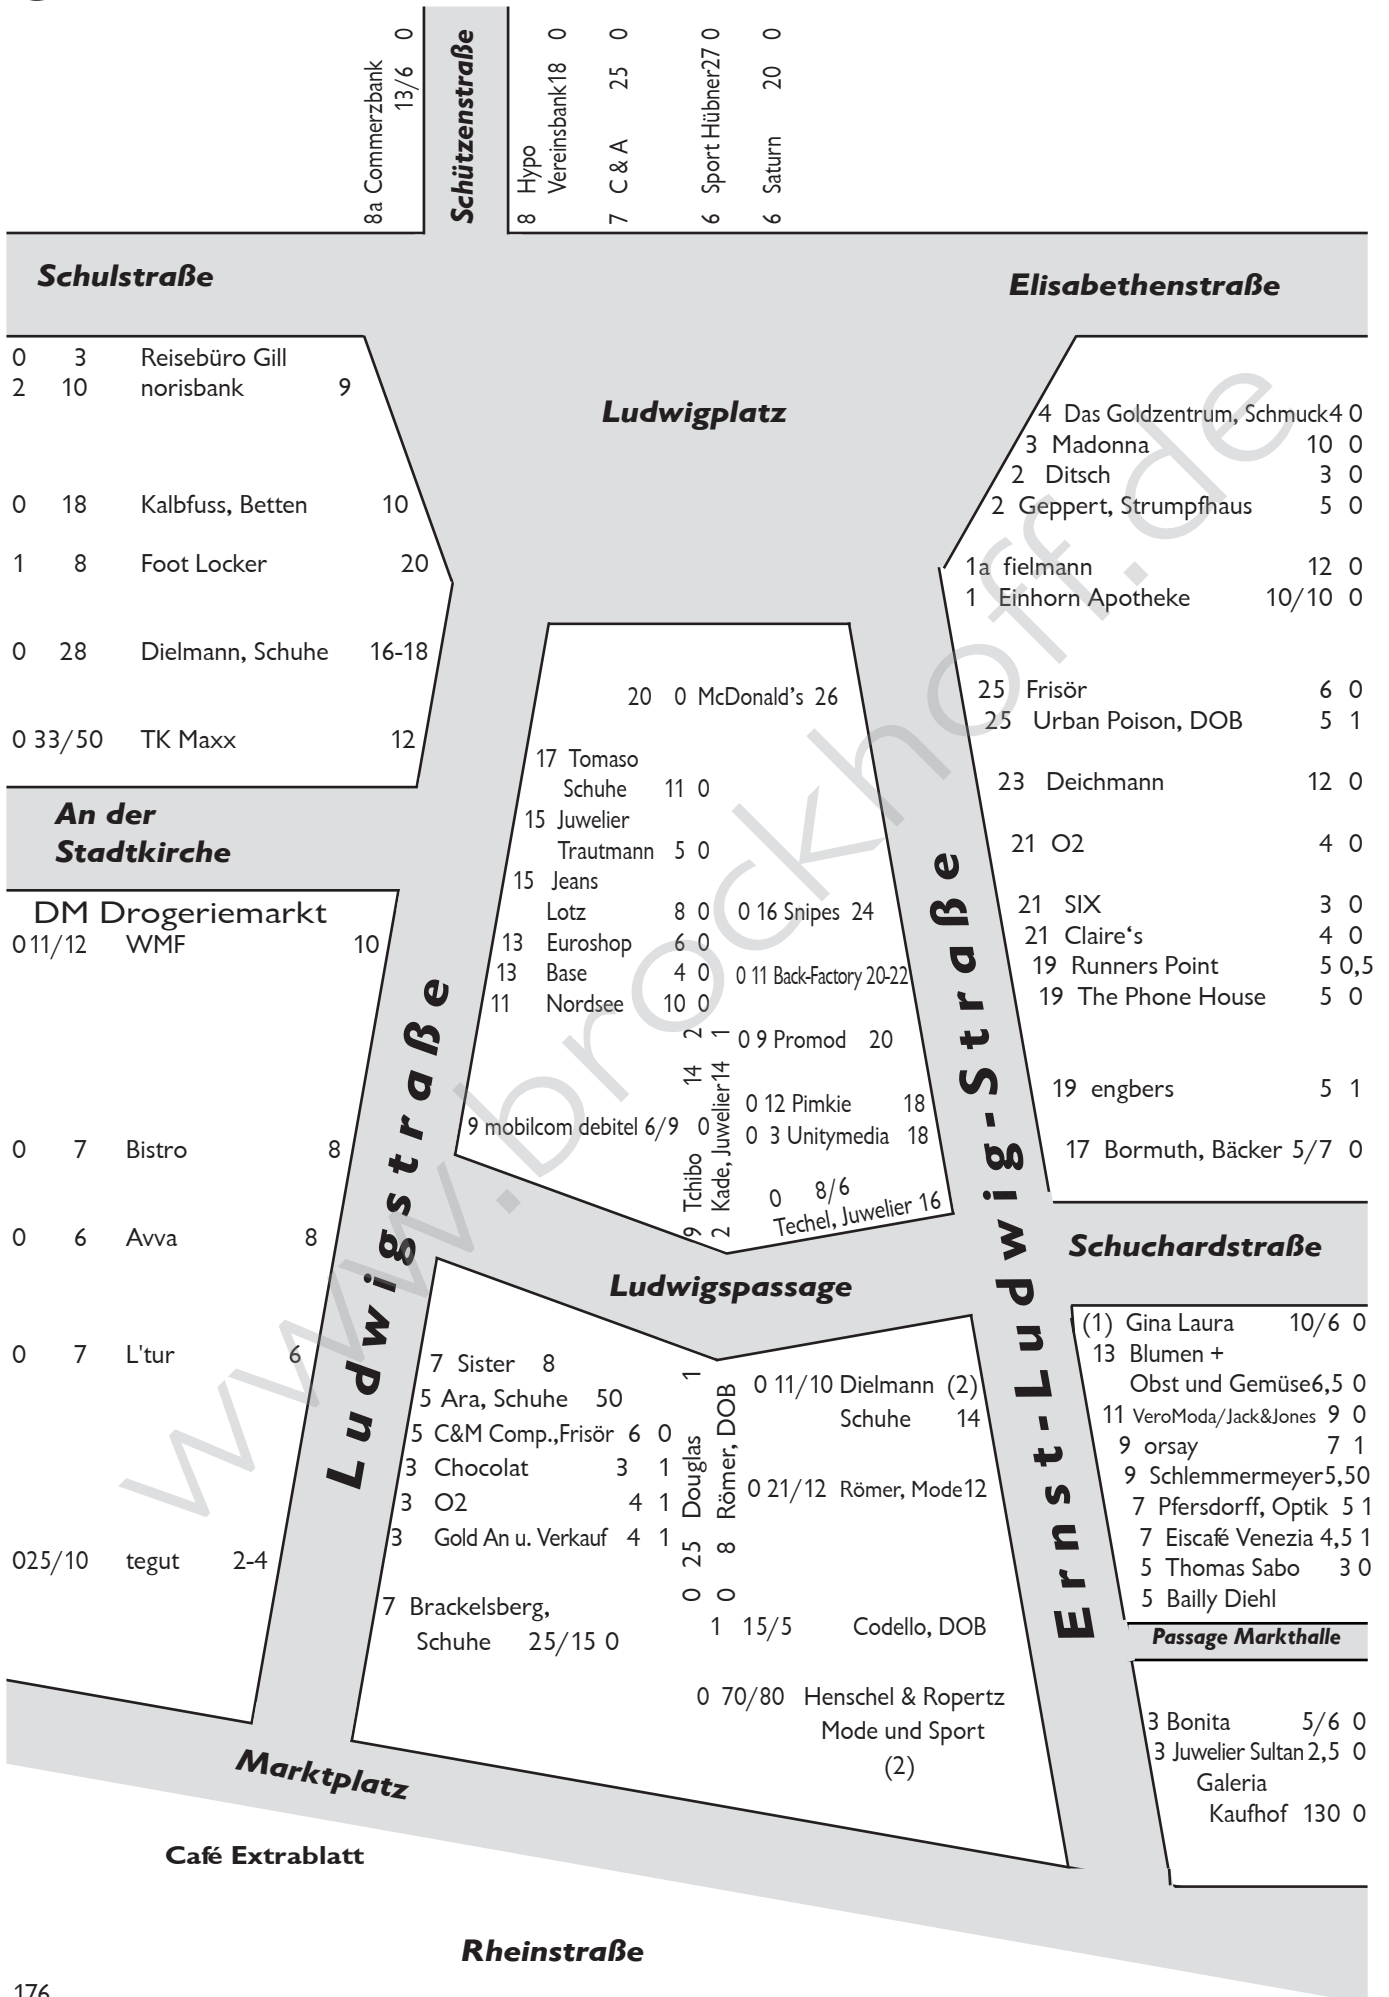 8a Commerzbank
13/6 0
Schützenstraße
8 Hypo
Vereinsbank18 0
7 C & A 25 0
6 Sport Hübner27 0
6 Saturn 20 0
Schulstraße
Elisabethenstraße
0 3 Reisebüro Gill
2 10 norisbank 9
0 18 Kalbfuss, Betten 10
1 8 Foot Locker 20
0 28 Dielmann, Schuhe 16-18
0 33/50 TK Maxx 12
Ludwigplatz
4 Das Goldzentrum, Schmuck4 0
3 Madonna 10 0
2 Ditsch 3 0
2 Geppert, Strumpfhaus 5 0
1a fielmann 12 0
1 Einhorn Apotheke 10/10 0
25 Frisör 6 0
25 Urban Poison, DOB 5 1
23 Deichmann 12 0
21 O2 4 0
21 SIX 3 0
21 Claire‘s 4 0
19 Runners Point 5 0,5
19 The Phone House 5 0
19 engbers 5 1
17 Bormuth, Bäcker 5/7 0
20 0 McDonald's 26
17 Tomaso
Schuhe 11 0
15 Juwelier
Trautmann 5 0
15 Jeans
Lotz 8 0
13 Euroshop 6 0
13 Base 4 0
11 Nordsee 10 0
9 mobilcom debitel 6/9 0
9 Tchibo 14 2
2 Kade, Juwelier14 1
0 16 Snipes 24
0 11 Back-Factory 20-22
0 9 Promod 20
0 12 Pimkie 18
0 3 Unitymedia 18
0 8/6
Techel, Juwelier 16
An der
Stadtkirche
DM Drogeriemarkt
0 11/12 WMF 10
0 7 Bistro 8
0 6 Avva 8
0 7 L'tur 6
025/10 tegut 2-4
Ludwigstraße
Ernst-Ludwig-Straße
Ludwigspassage
Schuchardstraße
7 Sister 8
5 Ara, Schuhe 50
5 C&M Comp.,Frisör 6 0
3 Chocolat 3 1
3 O2 4 1
3 Gold An u. Verkauf 4 1
7 Brackelsberg,
Schuhe 25/15 0
0 25 Douglas 1
0 8 Römer, DOB
0 11/10 Dielmann (2)
Schuhe 14
0 21/12 Römer, Mode12
1 15/5 Codello, DOB
0 70/80 Henschel & Ropertz
Mode und Sport
(2)
(1) Gina Laura 10/6 0
13 Blumen +
Obst und Gemüse6,5 0
11 VeroModa/Jack&Jones 9 0
9 orsay 7 1
9 Schlemmermeyer5,50
7 Pfersdorff, Optik 5 1
7 Eiscafé Venezia 4,5 1
5 Thomas Sabo 3 0
5 Bailly Diehl
Passage Markthalle
3 Bonita 5/6 0
3 Juwelier Sultan 2,5 0
Galeria
Kaufhof 130 0
Marktplatz
Café Extrablatt
Rheinstraße
176
www.brockhoff.de